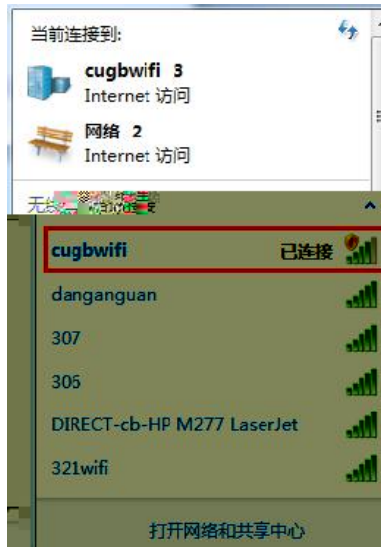 当前连接到:
cugbwifi 3
Internet 访问
网络 2
Internet 访问
cugbwifi 已连接
danganguan
307
306
DIRECT-cb-HP M277 LaserJet
321wifi
打开网络和共享中心